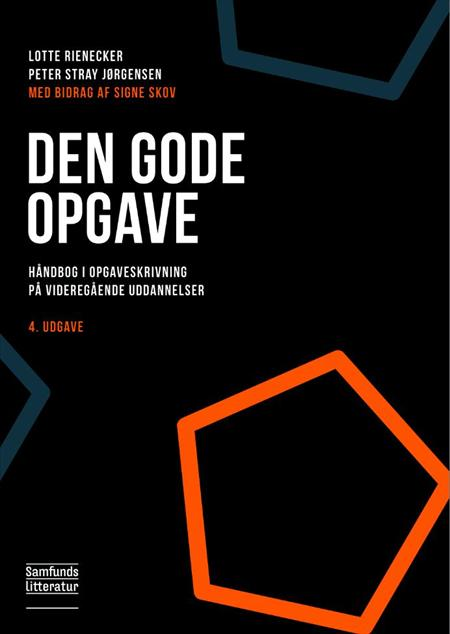 LOTTE RIENECKER
PETER STRAY JØRGENSEN
MED BIDRAG AF SIGNE SKOV
DEN GODE
OPGAVE
HÅNDBOG I OPGAVESKRIVNING
PÅ VIDEREGÅENDE UDDANNELSER
4. UDGAVE
Samfunds
litteratur